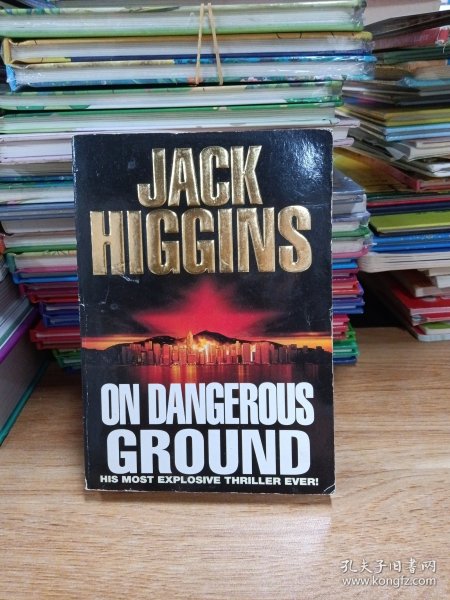 JACK
HIGGINS
ON DANGEROUS
GROUND
HIS MOST EXPLOSIVE THRILLER EVER!
孔夫子旧书网
www.kongfz.com